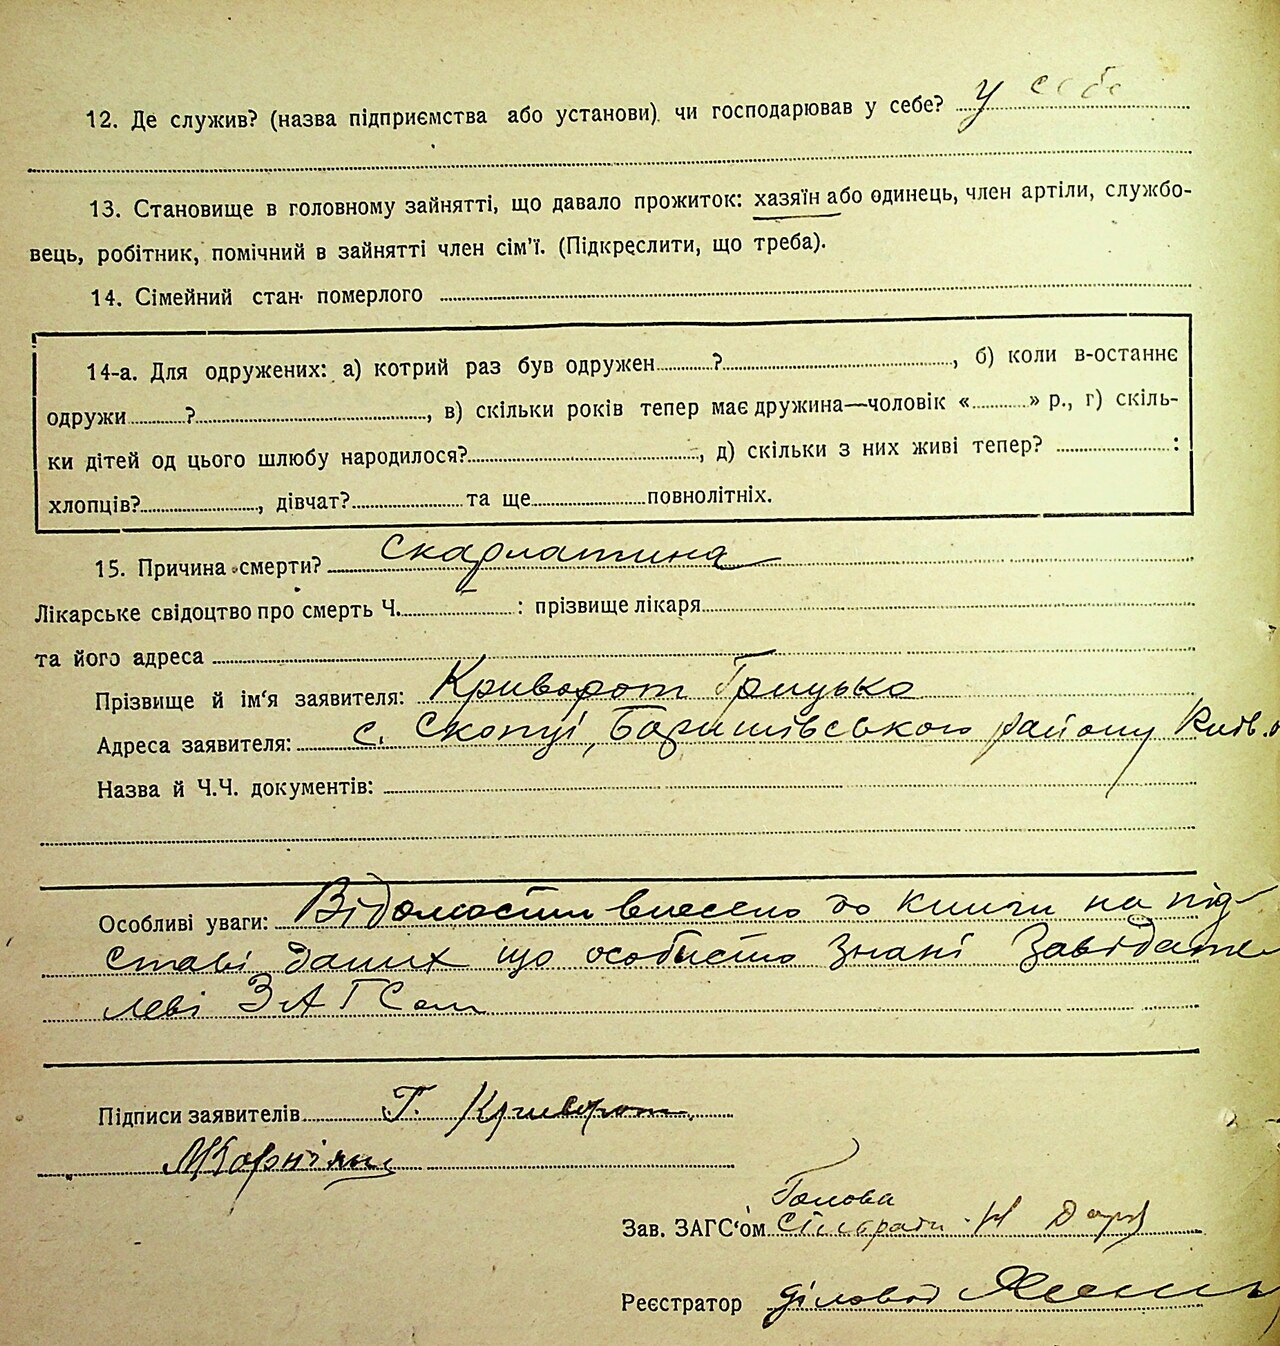 12. Де служив? (назва підприємства або установи) чи господарював у себе? у себе
13. Становище в головному зайнятті, що давало прожиток: хазяїн або одинець, член артіли, службо-
вець, робітник, помічний в зайнятті член сім'ї. (Підкреслити, що треба).
14. Сімейний стан померлого
14-а. Для одружених: а) котрий раз був одружен............?............, б) коли в-останнє
одружи............?............, в) скільки років тепер має дружина—чоловік «............» р., г) скіль-
ки дітей од цього шлюбу народилося?............, д) скільки з них живі тепер? ............:
хлопців?............, дівчат?............ та ще............повнолітніх.
15. Причина смерти? Скарлатина
Лікарське свідоцтво про смерть Ч.............: прізвище лікаря
та його адреса
Прізвище й ім'я заявителя: Криворот Грицько
Адреса заявителя: с. Скопці, Баришівського району Київ. о
Назва й Ч.Ч. документів:
Особливі уваги: Відомости внесено до книги на під-
ставі даних що особисто знані Завідате
леві ЗАГСом
Підписи заявителів Г. Криворот
Голова
Зав. ЗАГС'ом сільради
Реєстратор діловод